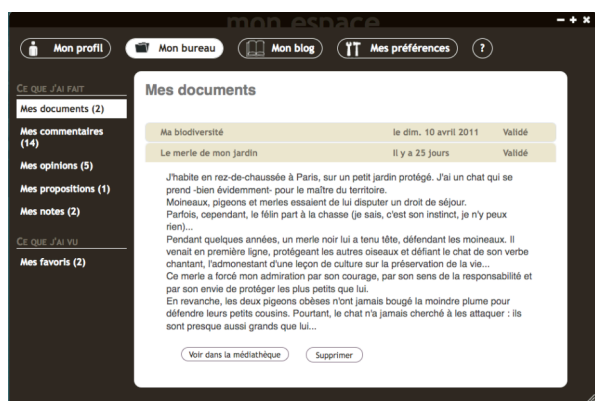 mon espace
Mon profil
Mon bureau
Mon blog
Mes préférences
?
CE QUE J'AI FAIT
Mes documents (2)
Mes commentaires
(14)
Mes opinions (5)
Mes propositions (1)
Mes notes (2)
CE QUE J'AI VU
Mes favoris (2)
Mes documents
Ma biodiversité le dim. 10 avril 2011 Validé
Le merle de mon jardin Il y a 25 jours Validé
J'habite en rez-de-chaussée à Paris, sur un petit jardin protégé. J'ai un chat qui se
prend -bien évidemment- pour le maître du territoire.
Moineaux, pigeons et merles essaient de lui disputer un droit de séjour.
Parfois, cependant, le félin part à la chasse (je sais, c'est son instinct, je n'y peux
rien)...
Pendant quelques années, un merle noir lui a tenu tête, défendant les moineaux. Il
venait en première ligne, protégeant les autres oiseaux et défiant le chat de son verbe
chantant, l'admonestant d'une leçon de culture sur la préservation de la vie...
Ce merle a forcé mon admiration par son courage, par son sens de la responsabilité et
par son envie de protéger les plus petits que lui.
En revanche, les deux pigeons obèses n'ont jamais bougé la moindre plume pour
défendre leurs petits cousins. Pourtant, le chat n'a jamais cherché à les attaquer : ils
sont presque aussi grands que lui...
Voir dans la médiathèque
Supprimer